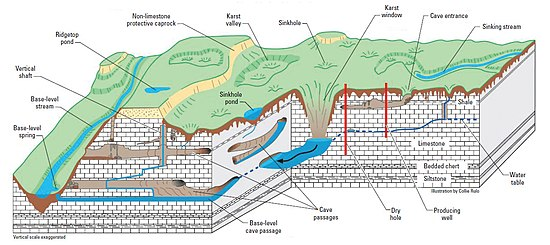 Non-limestone
protective caprock
Karst
valley
Sinkhole
Karst
window
Cave entrance
Sinking stream
Ridgetop
pond
Vertical
shaft
Base-level
stream
Base-level
spring
Sinkhole
pond
Shale
Limestone
Bedded chert
Siltstone
Illustration by Collie Rulo
Water
table
Base-level
cave passage
Cave
passages
Dry
hole
Producing
well
Vertical scale exaggerated